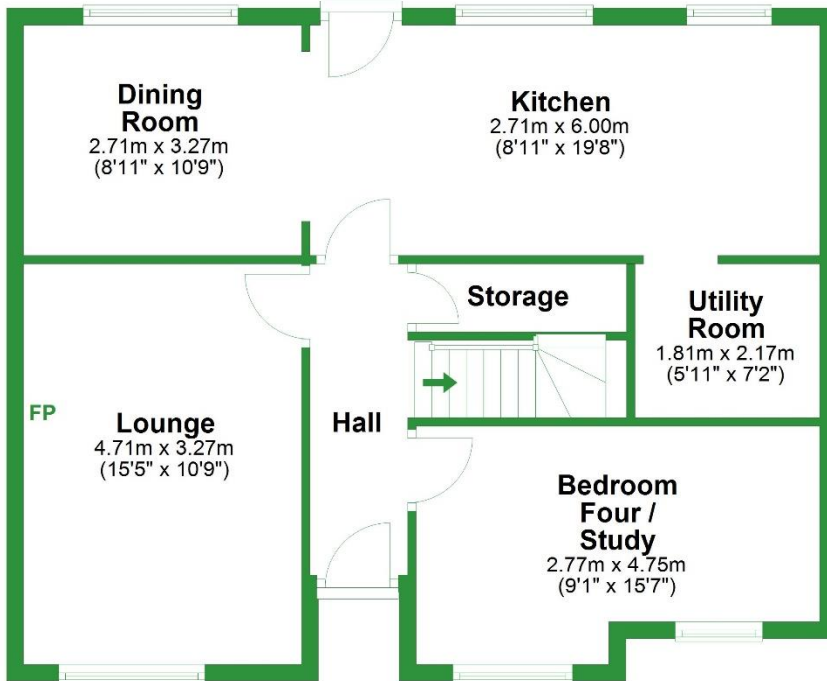 Dining
Room
2.71m x 3.27m
(8'11" x 10'9")
Kitchen
2.71m x 6.00m
(8'11" x 19'8")
Storage
Utility
Room
1.81m x 2.17m
(5'11" x 7'2")
FP
Lounge
4.71m x 3.27m
(15'5" x 10'9")
Hall
Bedroom
Four /
Study
2.77m x 4.75m
(9'1" x 15'7")